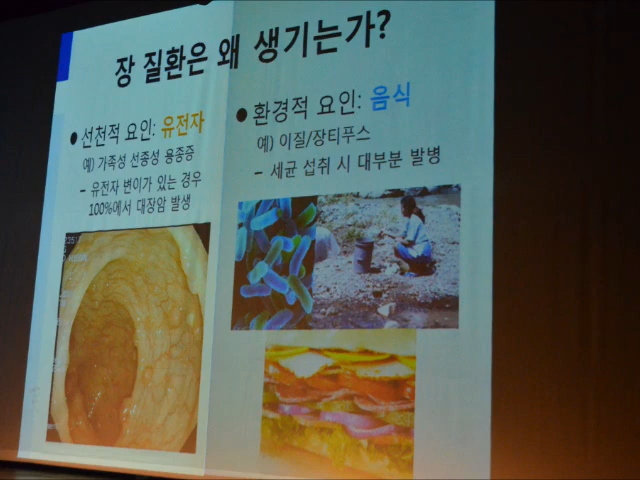 장 질환은 왜 생기는가?
● 선천적 요인: 유전자
예) 가족성 선종성 용종증
– 유전자 변이가 있는 경우
100%에서 대장암 발생
● 환경적 요인: 음식
예) 이질/장티푸스
– 세균 섭취 시 대부분 발병